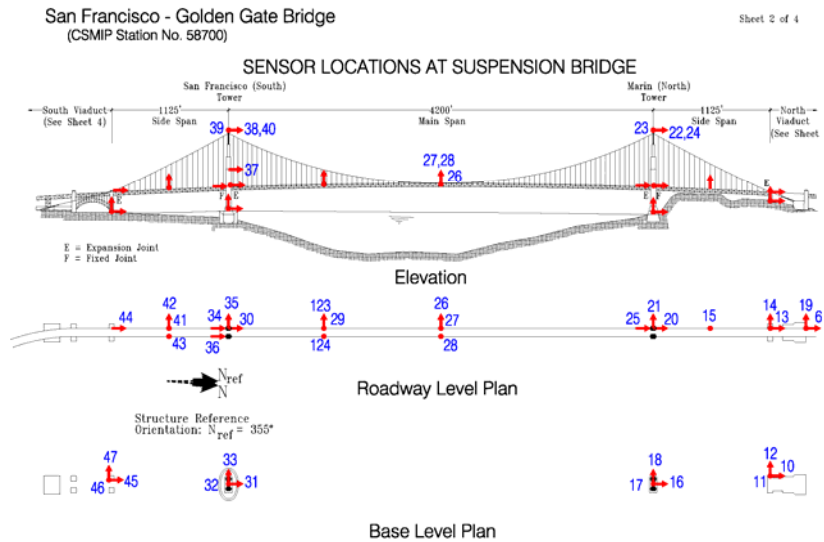 San Francisco - Golden Gate Bridge
(CSMIP Station No. 58700)
Sheet 2 of 4
SENSOR LOCATIONS AT SUSPENSION BRIDGE
San Francisco (South)
Tower
Marin (North)
Tower
South Viaduct
(See Sheet 4)
1125'
Side Span
4200'
Main Span
1125'
Side Span
North
Viaduct
(See Sheet
39
38,40
23
22,24
37
27,28
26
E
F
E
E
F
E
E = Expansion Joint
F = Fixed Joint
Elevation
42
35
123
26
21
14
19
44
41
34
30
29
27
25
20
15
13
6
43
36
124
28
N ref
N
Roadway Level Plan
Structure Reference
Orientation: N ref = 355°
47
33
18
12
46
45
32
31
17
16
11
10
Base Level Plan